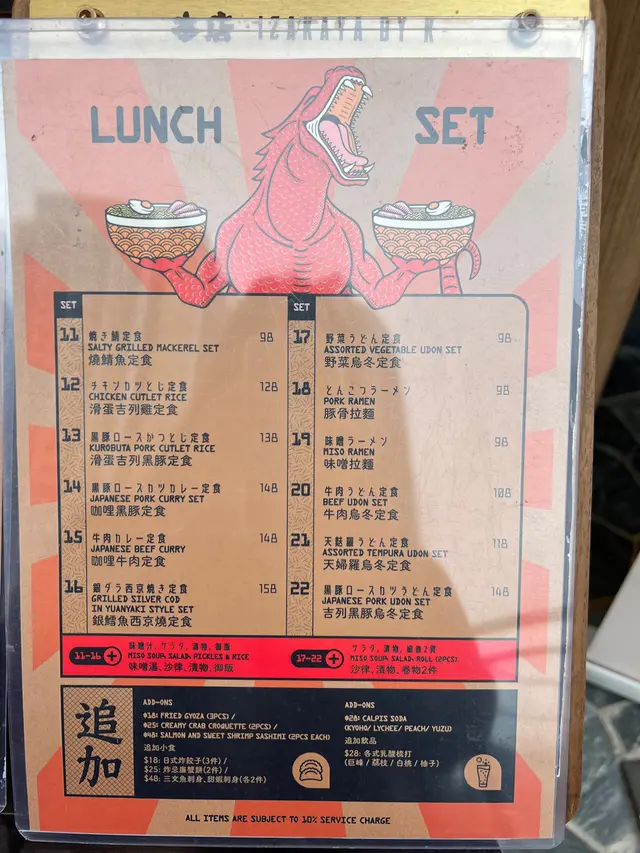 IZAKAYA BY K
LUNCH SET
SET
11 焼き鯖定食 98
SALTY GRILLED MACKEREL SET
燒鯖魚定食
12 チキンカツとじ定食 128
CHICKEN CUTLET RICE
滑蛋吉列雞定食
13 黒豚ロースかつとじ定食 138
KUROBUTA PORK CUTLET RICE
滑蛋吉列黑豚定食
14 黒豚ロースカツカレー定食 148
JAPANESE PORK CURRY SET
咖喱黑豚定食
15 牛肉カレー定食 148
JAPANESE BEEF CURRY
咖喱牛肉定食
16 銀ダラ西京焼き定食 158
GRILLED SILVER COD
IN YUANYAKI STYLE SET
銀鱈魚西京燒定食
SET
17 野菜うどん定食 98
ASSORTED VEGETABLE UDON SET
野菜烏冬定食
18 とんこつラーメン 98
PORK RAMEN
豚骨拉麵
19 味噌ラーメン 98
MISO RAMEN
味噌拉麵
20 牛肉うどん定食 108
BEEF UDON SET
牛肉烏冬定食
21 天麩羅うどん定食 118
ASSORTED TEMPURA UDON SET
天婦羅烏冬定食
22 黒豚ロースカツうどん定食 148
JAPANESE PORK UDON SET
吉列黑豚烏冬定食
11-16 +
味噌汁, サラダ, 漬物, 御飯
MISO SOUP, SALAD, PICKLES & RICE
味噌湯、沙律、漬物、御飯
17-22 +
サラダ, 漬物, 細巻2貫
MISO SOUP, SALAD, ROLL (2PCS)
沙律、漬物、卷物2件
追加
ADD-ONS
$18: FRIED GYOZA (3PCS) /
$25: CREAMY CRAB CROQUETTE (2PCS) /
$48: SALMON AND SWEET SHRIMP SASHIMI (2PCS EACH)
追加小食
$18: 日式炸餃子(3件) /
$25: 炸忌廉蟹餅(2件) /
$48: 三文魚刺身、甜蝦刺身(各2件)
ADD-ONS
$28: CALPIS SODA
(KYOHO/ LYCHEE/ PEACH/ YUZU)
追加飲品
$28: 各式乳酸梳打
(巨峰 / 荔枝 / 白桃 / 柚子)
ALL ITEMS ARE SUBJECT TO 10% SERVICE CHARGE